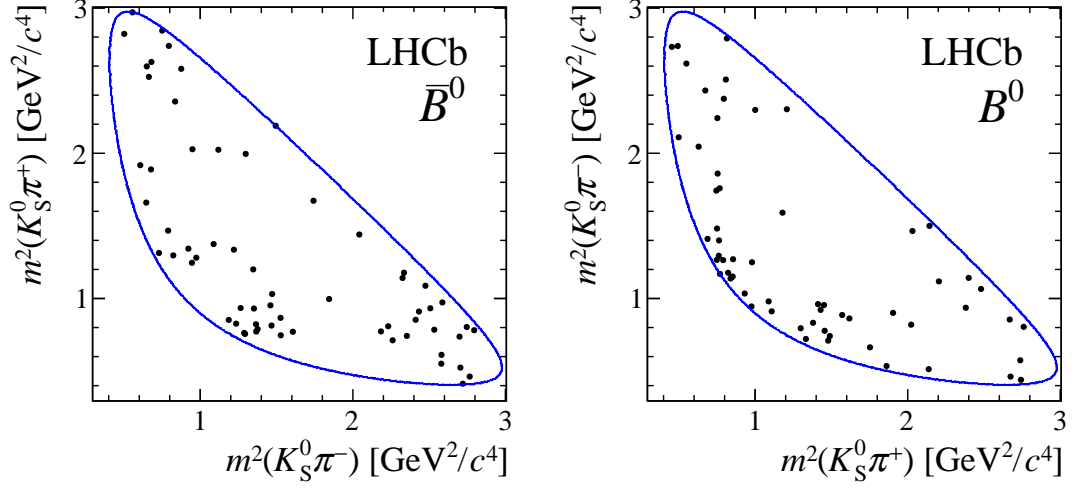 m²(K⁰_Sπ⁺) [GeV²/c⁴]
3
2
1
LHCb
B̄⁰
1 2 3
m²(K⁰_Sπ⁻) [GeV²/c⁴]
m²(K⁰_Sπ⁻) [GeV²/c⁴]
3
2
1
LHCb
B⁰
1 2 3
m²(K⁰_Sπ⁺) [GeV²/c⁴]